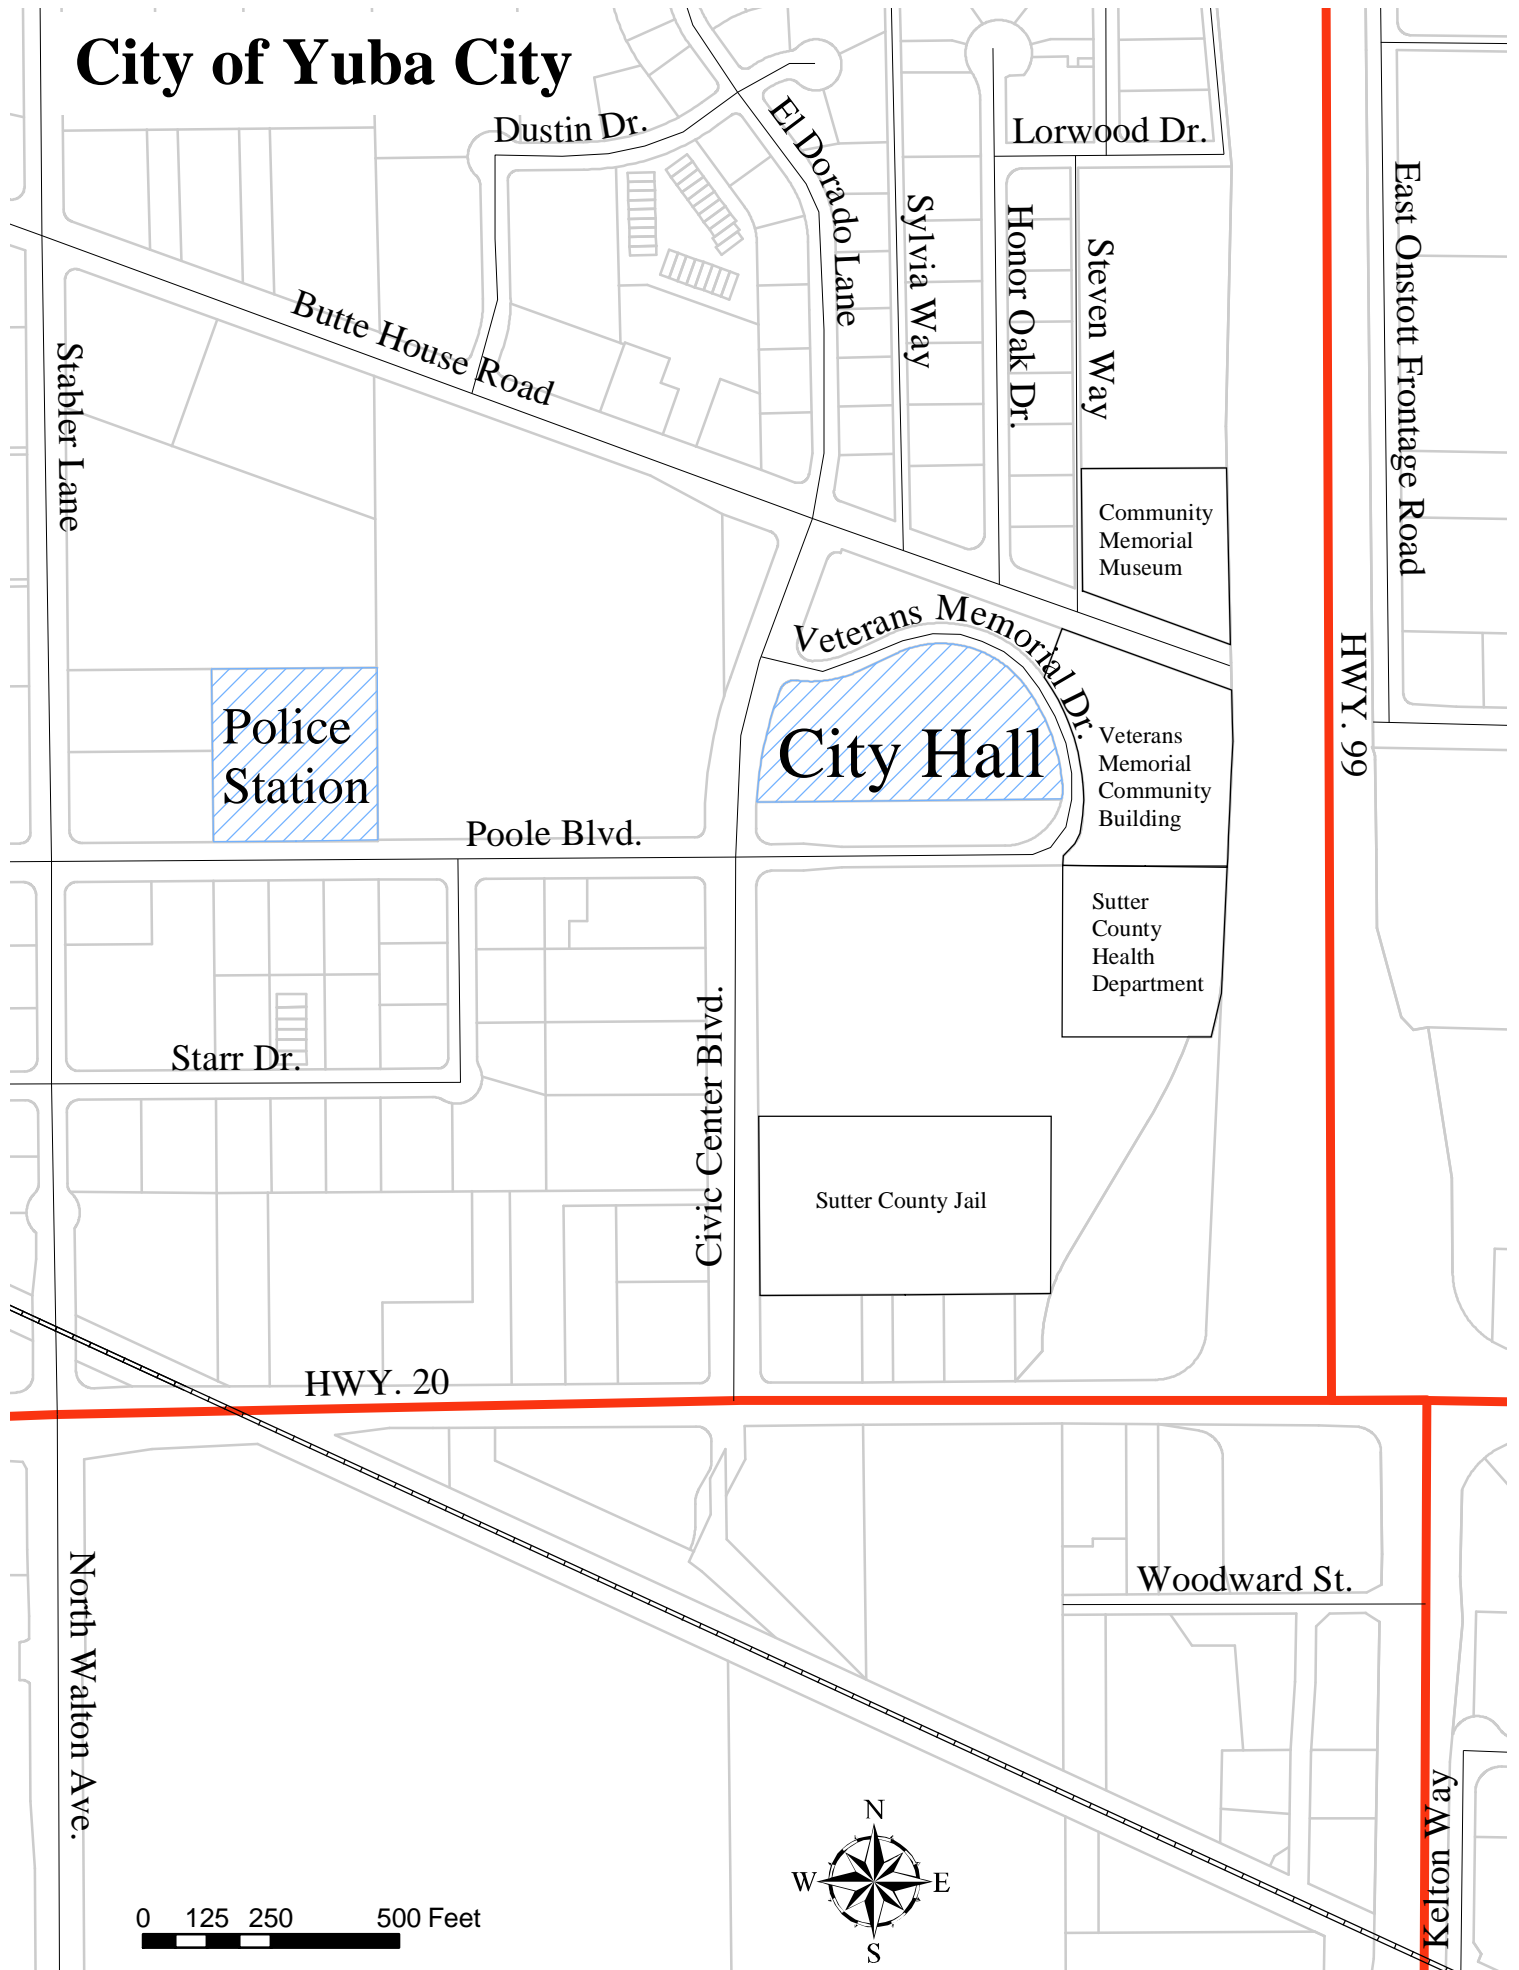 City of Yuba City
Dustin Dr.
El Dorado Lane
Lorwood Dr.
Sylvia Way
Honor Oak Dr.
Steven Way
East Onstott Frontage Road
Butte House Road
Stabler Lane
Community
Memorial
Museum
Veterans Memorial Dr.
HWY. 99
Police
Station
City Hall
Veterans
Memorial
Community
Building
Poole Blvd.
Sutter
County
Health
Department
Starr Dr.
Civic Center Blvd.
Sutter County Jail
HWY. 20
North Walton Ave.
Woodward St.
Kelton Way
N
W
E
S
0 125 250 500 Feet